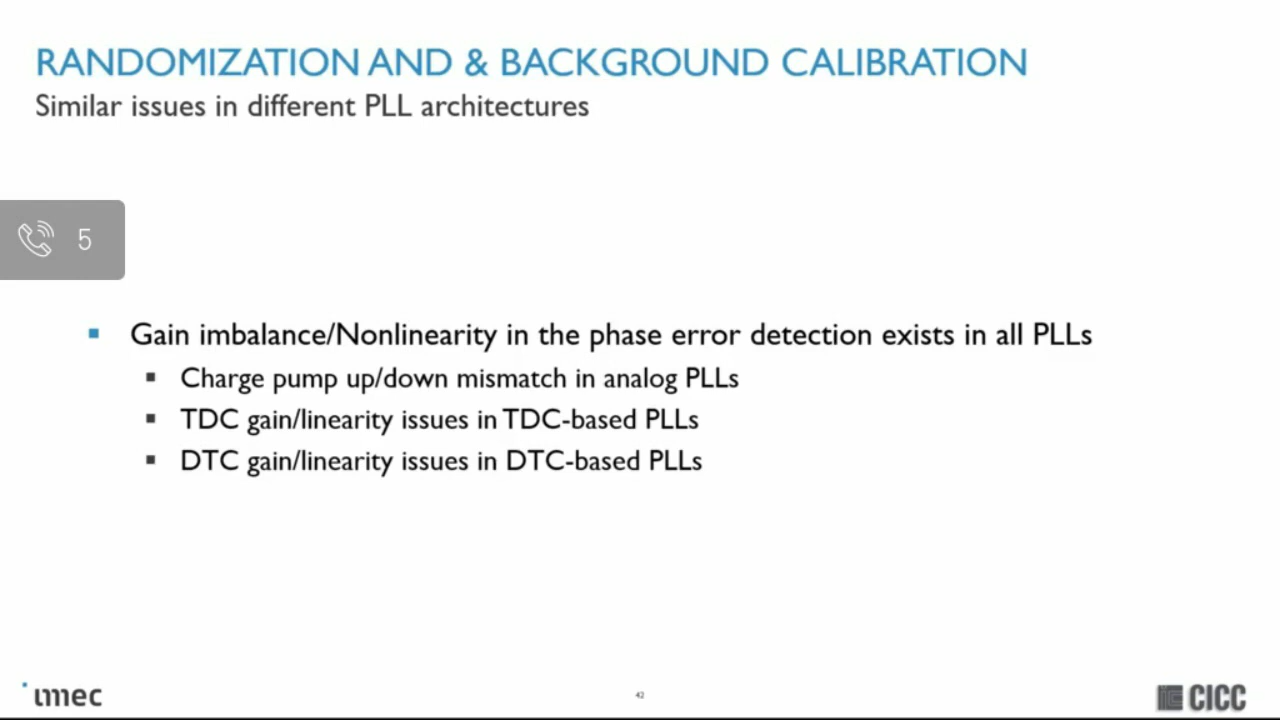 RANDOMIZATION AND & BACKGROUND CALIBRATION
Similar issues in different PLL architectures
5
▪ Gain imbalance/Nonlinearity in the phase error detection exists in all PLLs
▪ Charge pump up/down mismatch in analog PLLs
▪ TDC gain/linearity issues in TDC-based PLLs
▪ DTC gain/linearity issues in DTC-based PLLs
imec
42
CICC